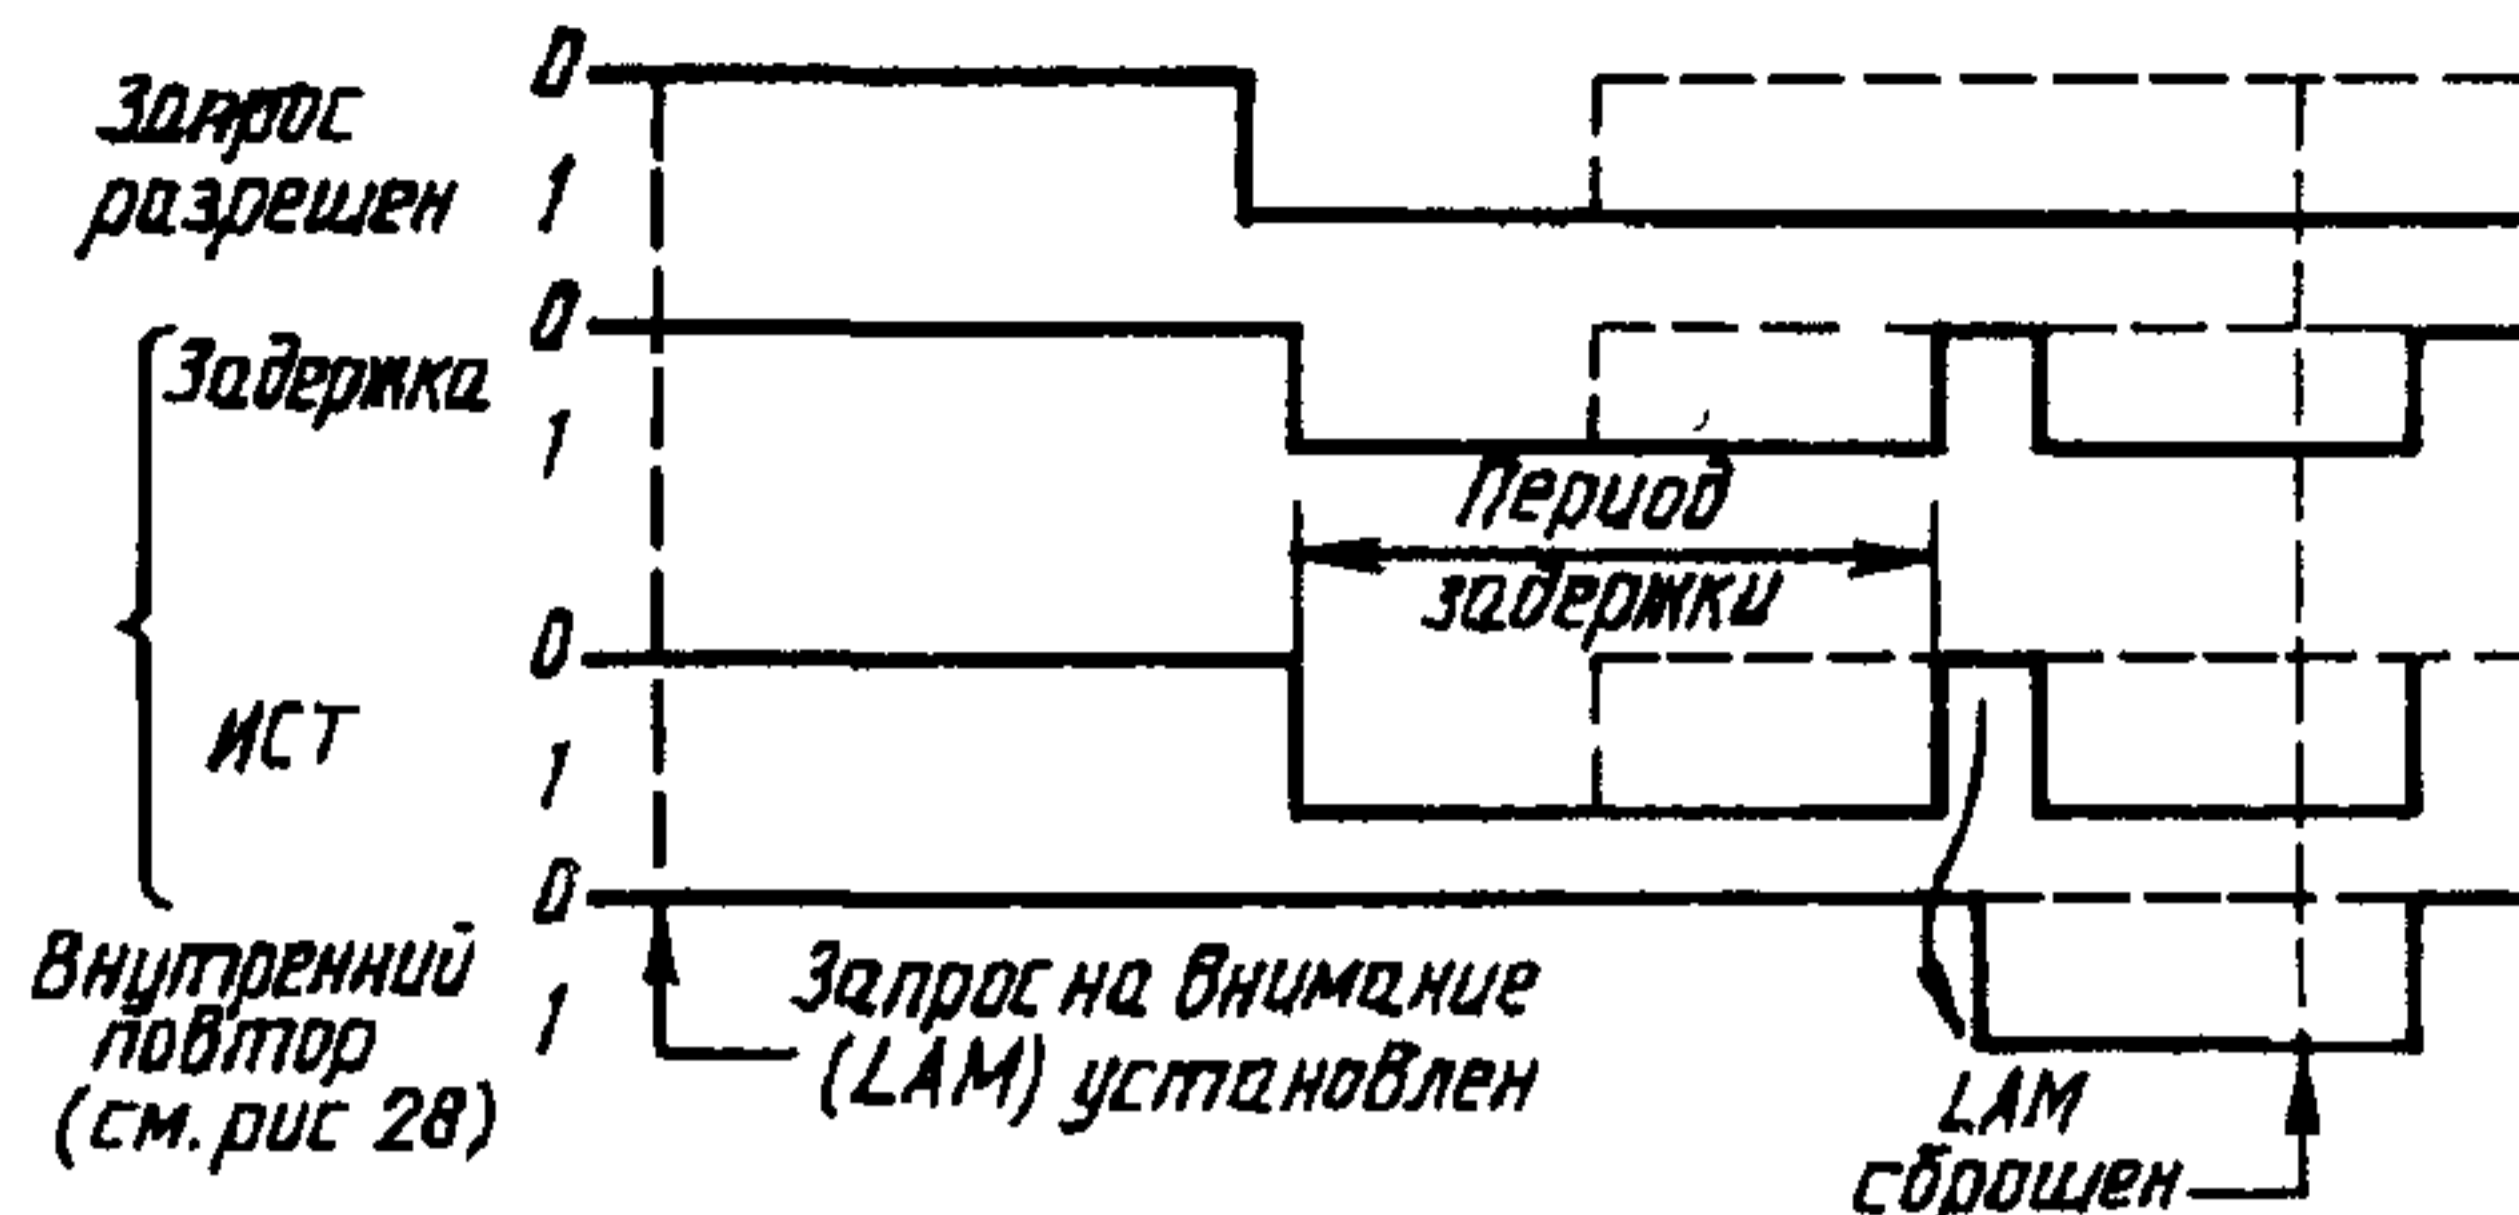 Запрос
разрешен
0
1
Задержка
0
1
Период
задержки
ИСТ
0
1
Внутренний
повтор
(см. рис 28)
0
1
Запрос на внимание
(LAM) установлен
LAM
сброшен